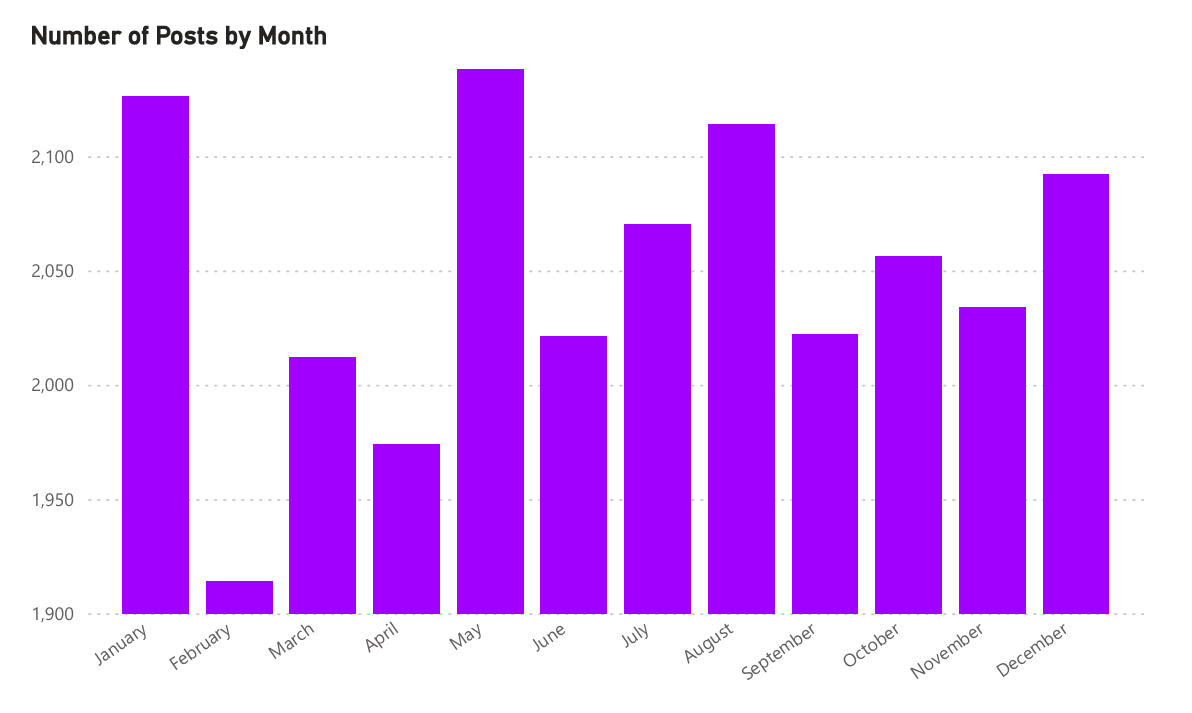 Number of Posts by Month
2,100
2,050
2,000
1,950
1,900
January
February
March
April
May
June
July
August
September
October
November
December